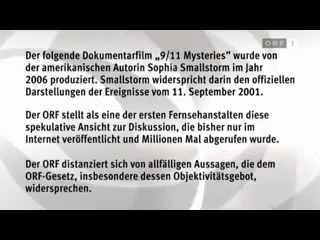 ORF 1
Der folgende Dokumentarfilm „9/11 Mysteries” wurde von
der amerikanischen Autorin Sophia Smallstorm im Jahr
2006 produziert. Smallstorm widerspricht darin den offiziellen
Darstellungen der Ereignisse vom 11. September 2001.
Der ORF stellt als eine der ersten Fernsehanstalten diese
spekulative Ansicht zur Diskussion, die bisher nur im
Internet veröffentlicht und Millionen Mal abgerufen wurde.
Der ORF distanziert sich von allfälligen Aussagen, die dem
ORF-Gesetz, insbesondere dessen Objektivitätsgebot,
widersprechen.